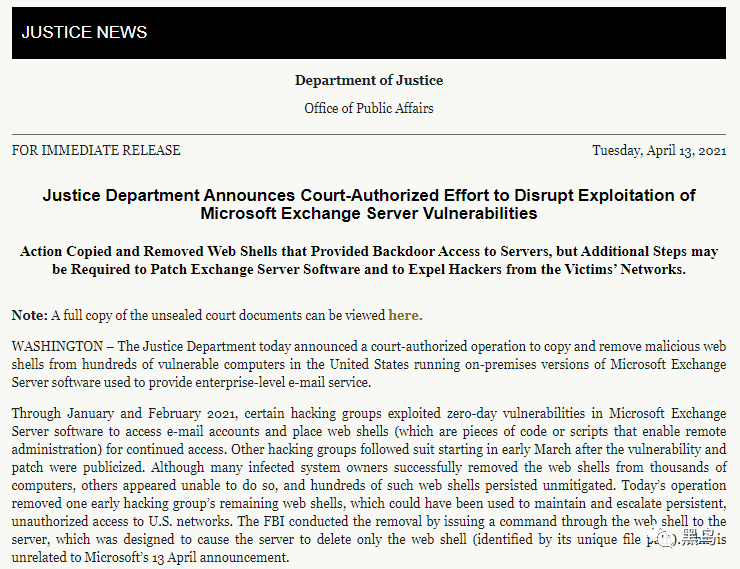 JUSTICE NEWS
Department of Justice
Office of Public Affairs
FOR IMMEDIATE RELEASE Tuesday, April 13, 2021
Justice Department Announces Court-Authorized Effort to Disrupt Exploitation of
Microsoft Exchange Server Vulnerabilities
Action Copied and Removed Web Shells that Provided Backdoor Access to Servers, but Additional Steps may
be Required to Patch Exchange Server Software and to Expel Hackers from the Victims’ Networks.
Note: A full copy of the unsealed court documents can be viewed here.
WASHINGTON – The Justice Department today announced a court-authorized operation to copy and remove malicious web
shells from hundreds of vulnerable computers in the United States running on-premises versions of Microsoft Exchange
Server software used to provide enterprise-level e-mail service.
Through January and February 2021, certain hacking groups exploited zero-day vulnerabilities in Microsoft Exchange
Server software to access e-mail accounts and place web shells (which are pieces of code or scripts that enable remote
administration) for continued access. Other hacking groups followed suit starting in early March after the vulnerability and
patch were publicized. Although many infected system owners successfully removed the web shells from thousands of
computers, others appeared unable to do so, and hundreds of such web shells persisted unmitigated. Today’s operation
removed one early hacking group’s remaining web shells, which could have been used to maintain and escalate persistent,
unauthorized access to U.S. networks. The FBI conducted the removal by issuing a command through the web shell to the
server, which was designed to cause the server to delete only the web shell (identified by its unique file is
unrelated to Microsoft’s 13 April announcement.
黑鸟